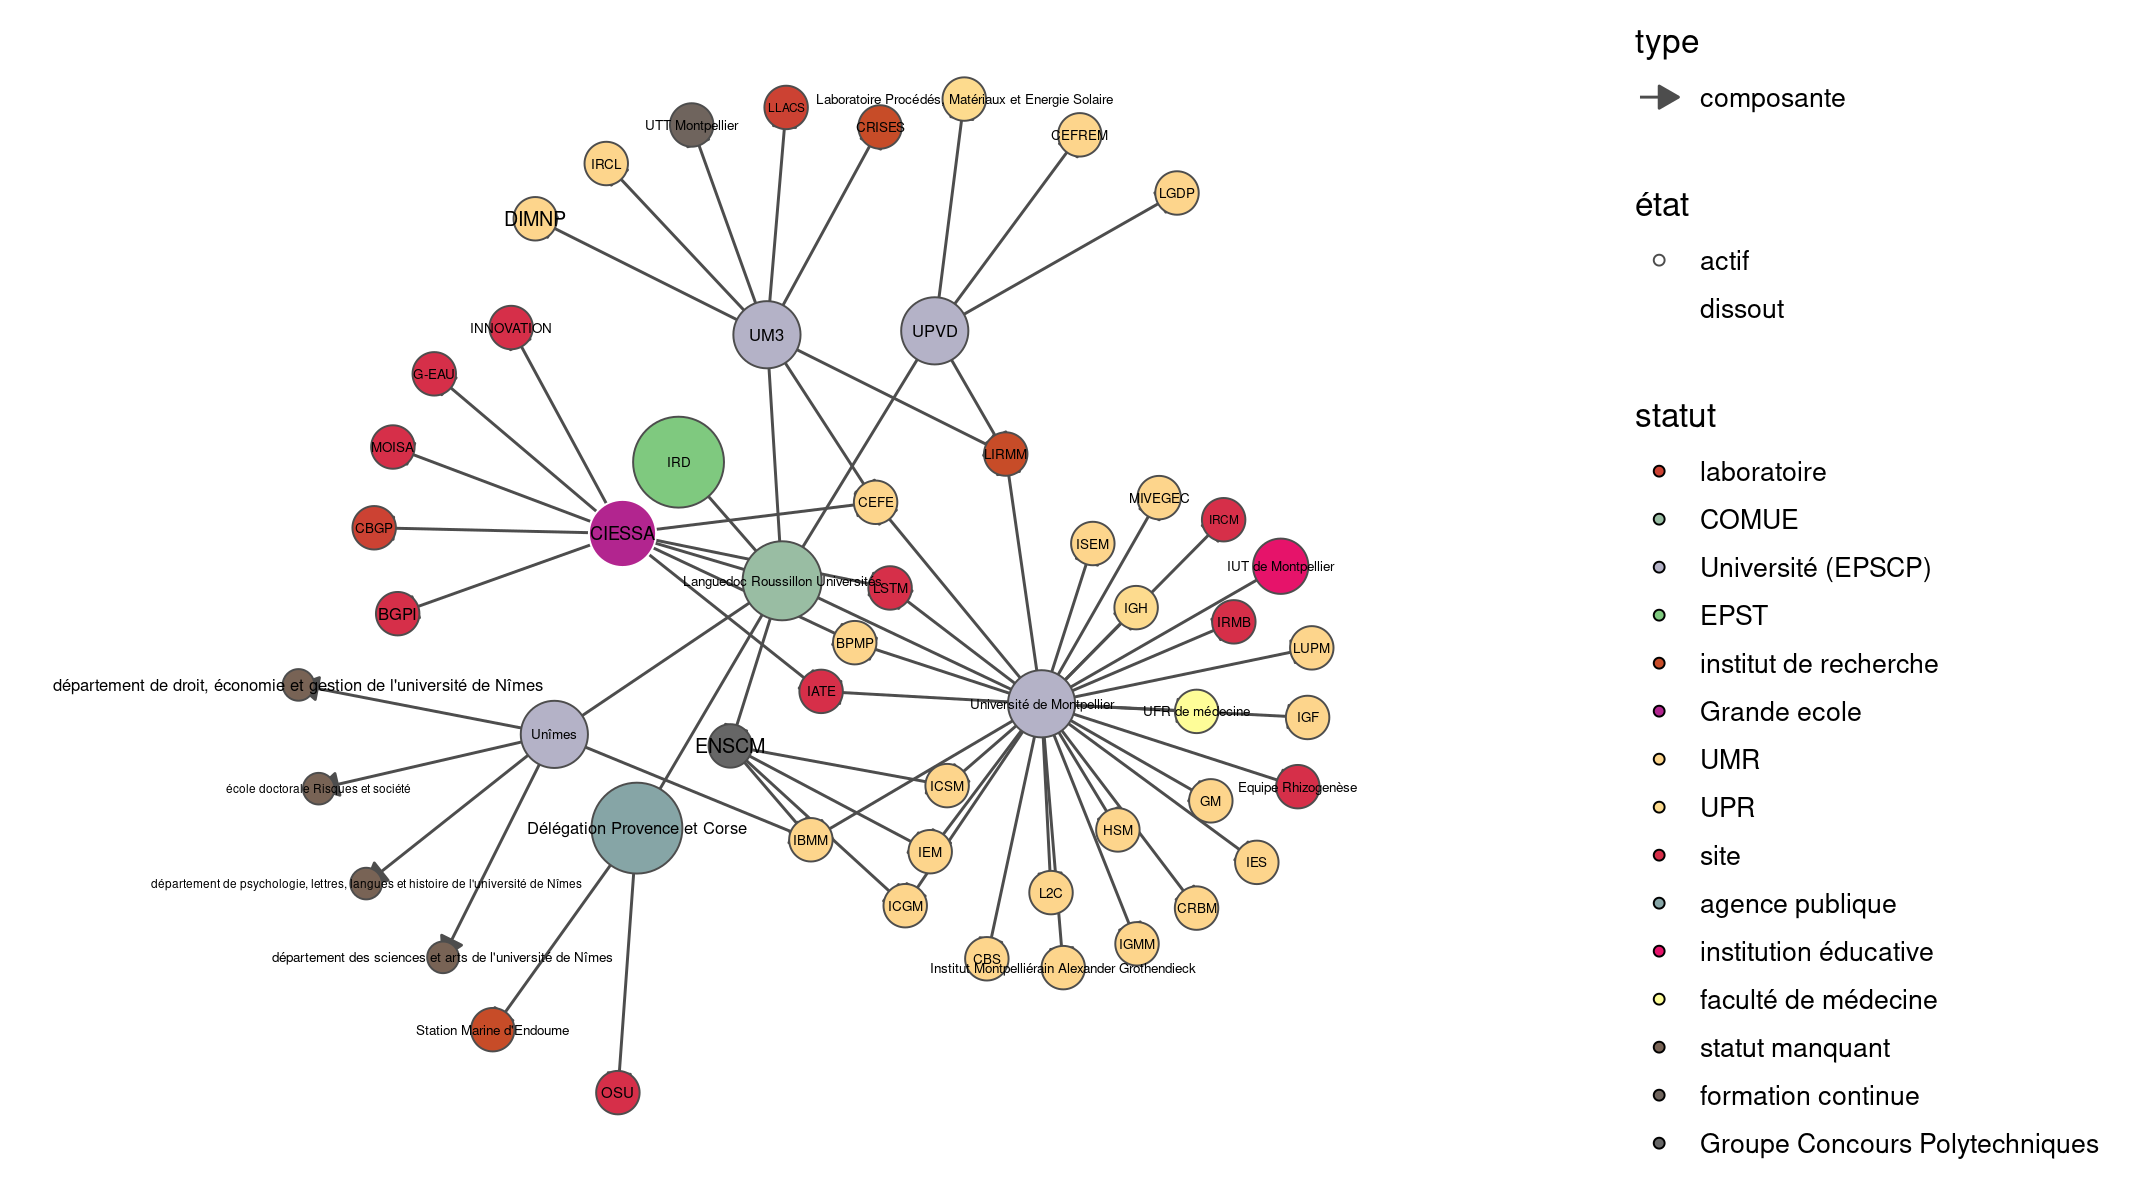 type
composante
état
actif
dissout
statut
laboratoire
COMUE
Université (EPSCP)
EPST
institut de recherche
Grande ecole
UMR
UPR
site
agence publique
institution éducative
faculté de médecine
statut manquant
formation continue
Groupe Concours Polytechniques
LLACS
Laboratoire Procédés, Matériaux et Energie Solaire
UTT Montpellier
CRISES
CEFREM
IRCL
LGDP
DIMNP
INNOVATION
UM3
UPVD
G-EAU
MOISA
IRD
LIRMM
CEFE
MIVEGEC
IRCM
CBGP
CIESSA
ISEM
IUT de Montpellier
Languedoc Roussillon Universités
LSTM
IGH
BGPI
IRMB
BPMP
LUPM
département de droit, économie et gestion de l'université de Nîmes
IATE
Université de Montpellier
UFR de médecine
IGF
Unîmes
ENSCM
école doctorale Risques et société
ICSM
Equipe Rhizogenèse
GM
Délégation Provence et Corse
IBMM
HSM
IEM
IES
département de psychologie, lettres, langues et histoire de l'université de Nîmes
L2C
ICGM
CRBM
IGMM
département des sciences et arts de l'université de Nîmes
CBS
Institut Montpelliérain Alexander Grothendieck
Station Marine d'Endoume
OSU